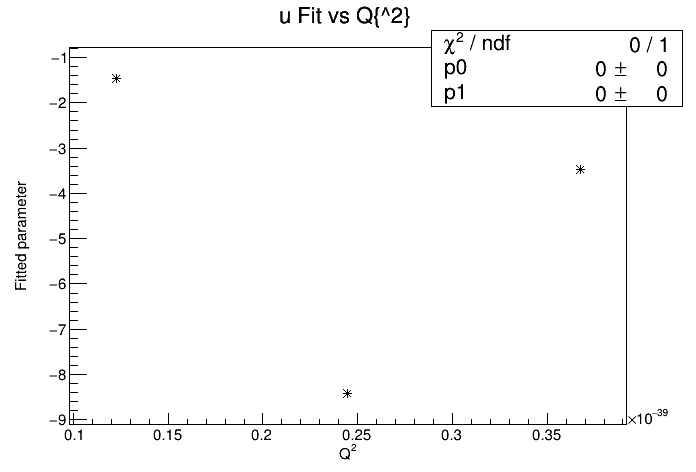 u Fit vs Q{^2}
χ² / ndf 0 / 1
p0 0 ± 0
p1 0 ± 0
−1
−2
−3
−4
−5
−6
−7
−8
−9
Fitted parameter
0.1 0.15 0.2 0.25 0.3 0.35
×10⁻³⁹
Q²